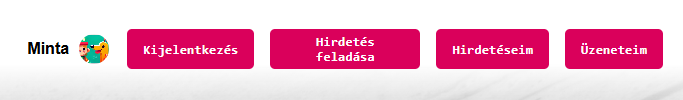 Minta
Kijelentkezés
Hirdetés
feladása
Hirdetéseim
Üzeneteim